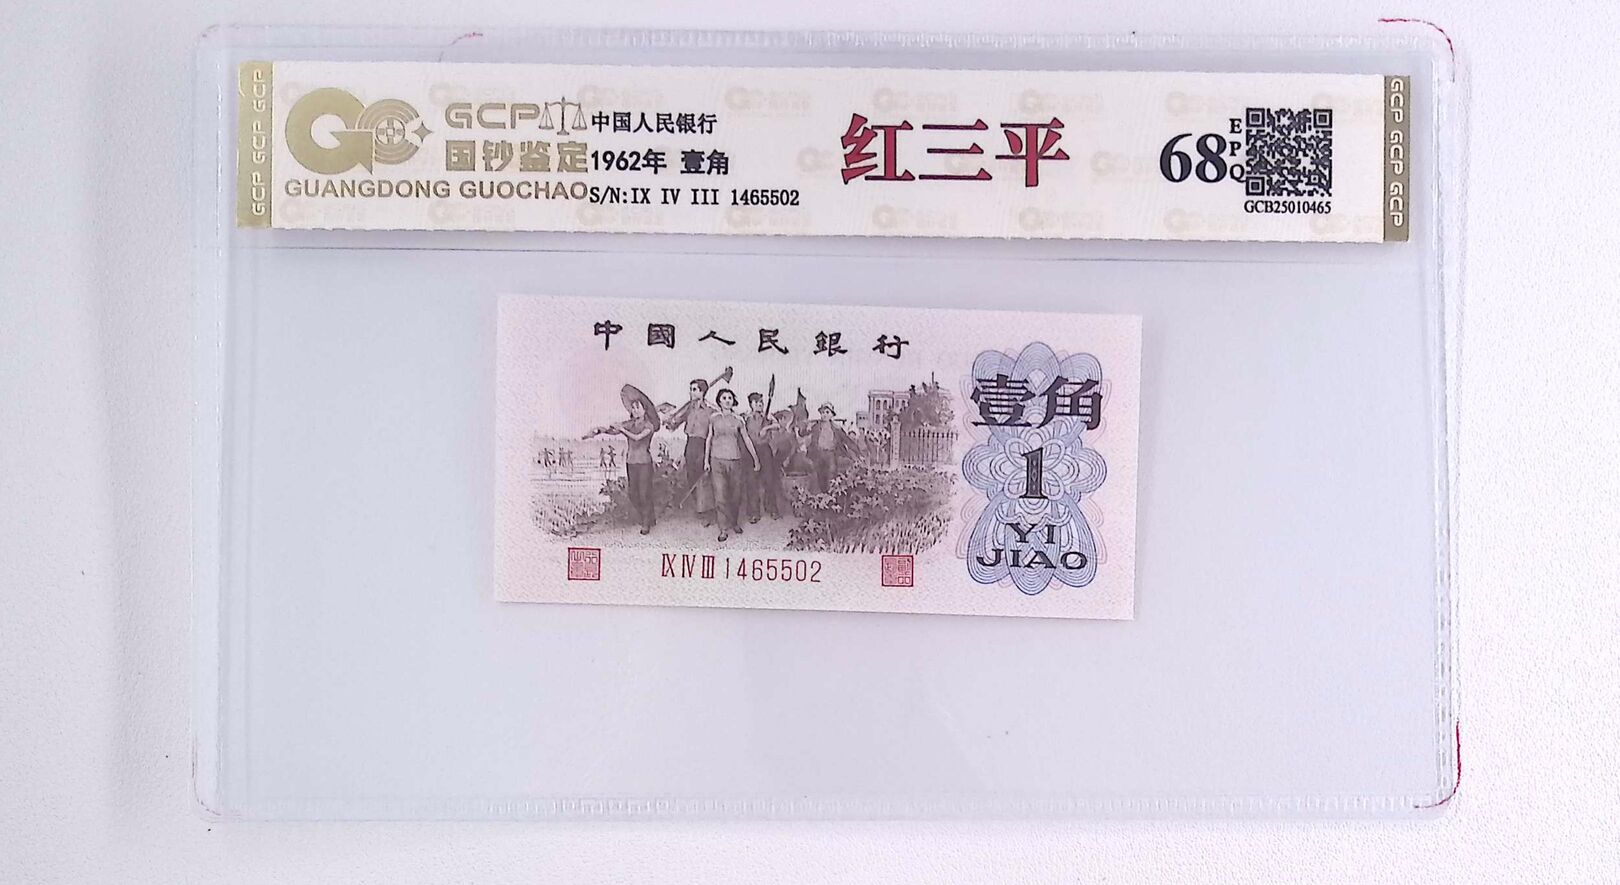 GCP GCP GCP
GCP
国钞鉴定
GUANGDONG GUOCHAO
中国人民银行
1962年 壹角
S/N:IX IV III 1465502
红三平
68
EPQ
GCB25010465
GCP GCP GCP
中國人民銀行
壹角
1
YI
JIAO
IX IV III 1465502